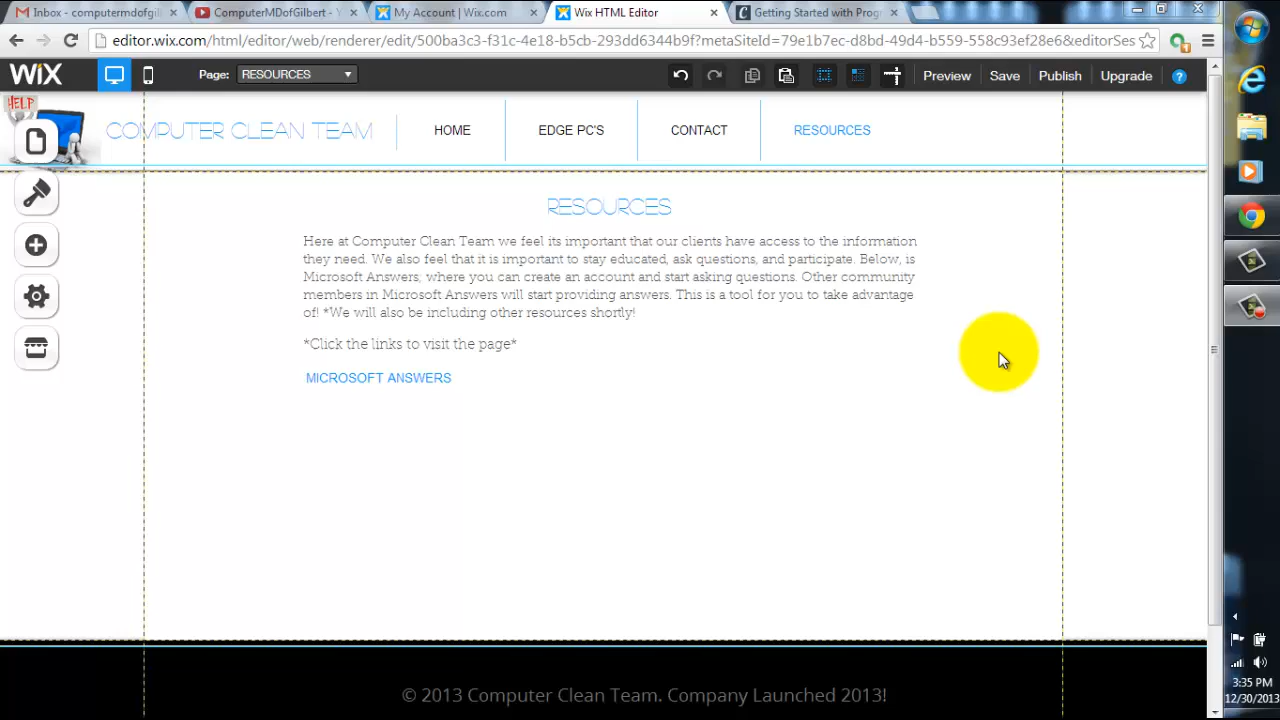 Inbox - computermdofgil
ComputerMDofGilbert - Y
My Account | Wix.com
Wix HTML Editor
Getting Started with Prog
editor.wix.com/html/editor/web/renderer/edit/500ba3c3-f31e-4e18-b5cb-293dd6344b9f?metaSiteId=79e1b7ec-d8bd-49d4-b559-558c93ef28e6&editorSes
WiX
Page: RESOURCES
Preview
Save
Publish
Upgrade
?
HELP
COMPUTER CLEAN TEAM
HOME
EDGE PC'S
CONTACT
RESOURCES
RESOURCES
Here at Computer Clean Team we feel its important that our clients have access to the information
they need. We also feel that it is important to stay educated, ask questions, and participate. Below, is
Microsoft Answers; where you can create an account and start asking questions. Other community
members in Microsoft Answers will start providing answers. This is a tool for you to take advantage
of! *We will also be including other resources shortly!
*Click the links to visit the page*
MICROSOFT ANSWERS
© 2013 Computer Clean Team. Company Launched 2013!
3:35 PM
12/30/2013